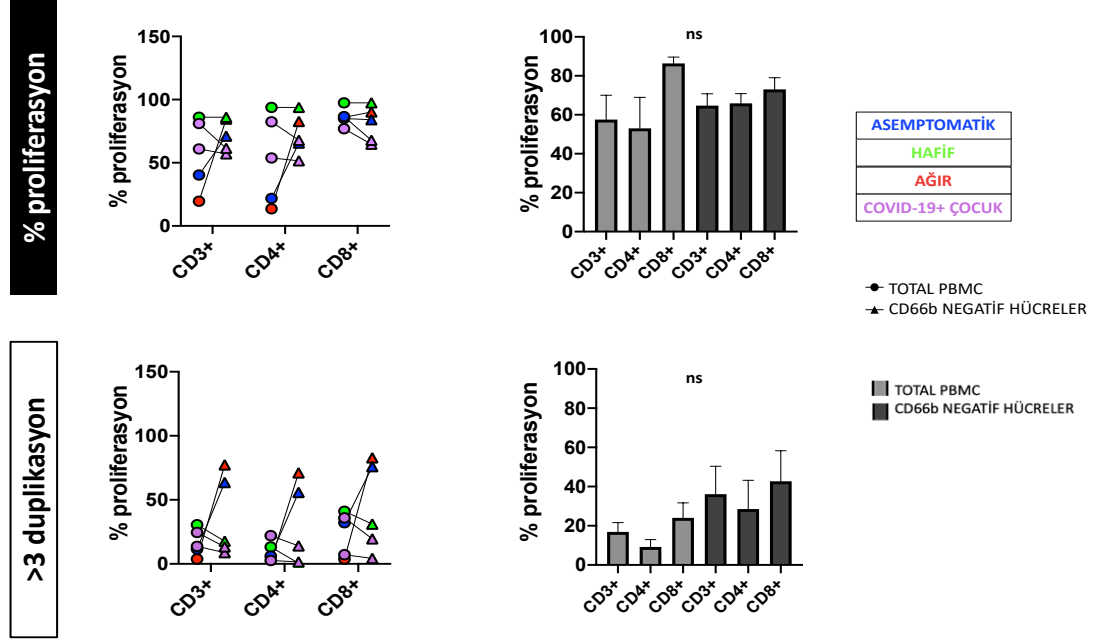 % proliferasyon
% proliferasyon
150
100
50
0
CD3+
CD4+
CD8+
% proliferasyon
ns
100
80
60
40
20
0
CD3+
CD4+
CD8+
CD3+
CD4+
CD8+
ASEMPTOMATİK
HAFİF
AĞIR
COVID-19+ ÇOCUK
TOTAL PBMC
CD66b NEGATİF HÜCRELER
>3 duplikasyon
% proliferasyon
150
100
50
0
CD3+
CD4+
CD8+
% proliferasyon
ns
100
80
60
40
20
0
CD3+
CD4+
CD8+
CD3+
CD4+
CD8+
TOTAL PBMC
CD66b NEGATİF HÜCRELER